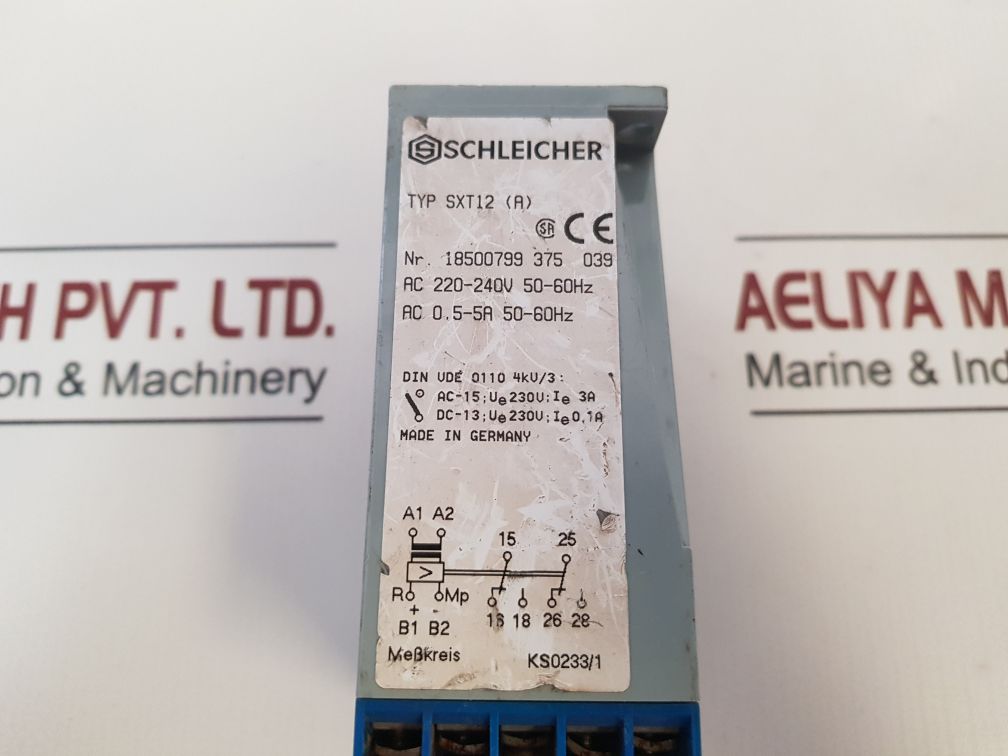 SCHLEICHER
TYP SXT12 (A)
SA CE
Nr. 18500799 375 039
AC 220-240V 50-60Hz
AC 0.5-5A 50-60Hz
DIN VDE 0110 4kV/3:
AC-15;Ue230V;Ie 3A
DC-13;Ue230V;Ie0.1A
MADE IN GERMANY
A1 A2
15 25
>
R Mp
+ -
16 18 26 28
B1 B2
Meßkreis KS0233/1
H PVT. LTD.
on & Machinery
AELIYA M
Marine & Ind